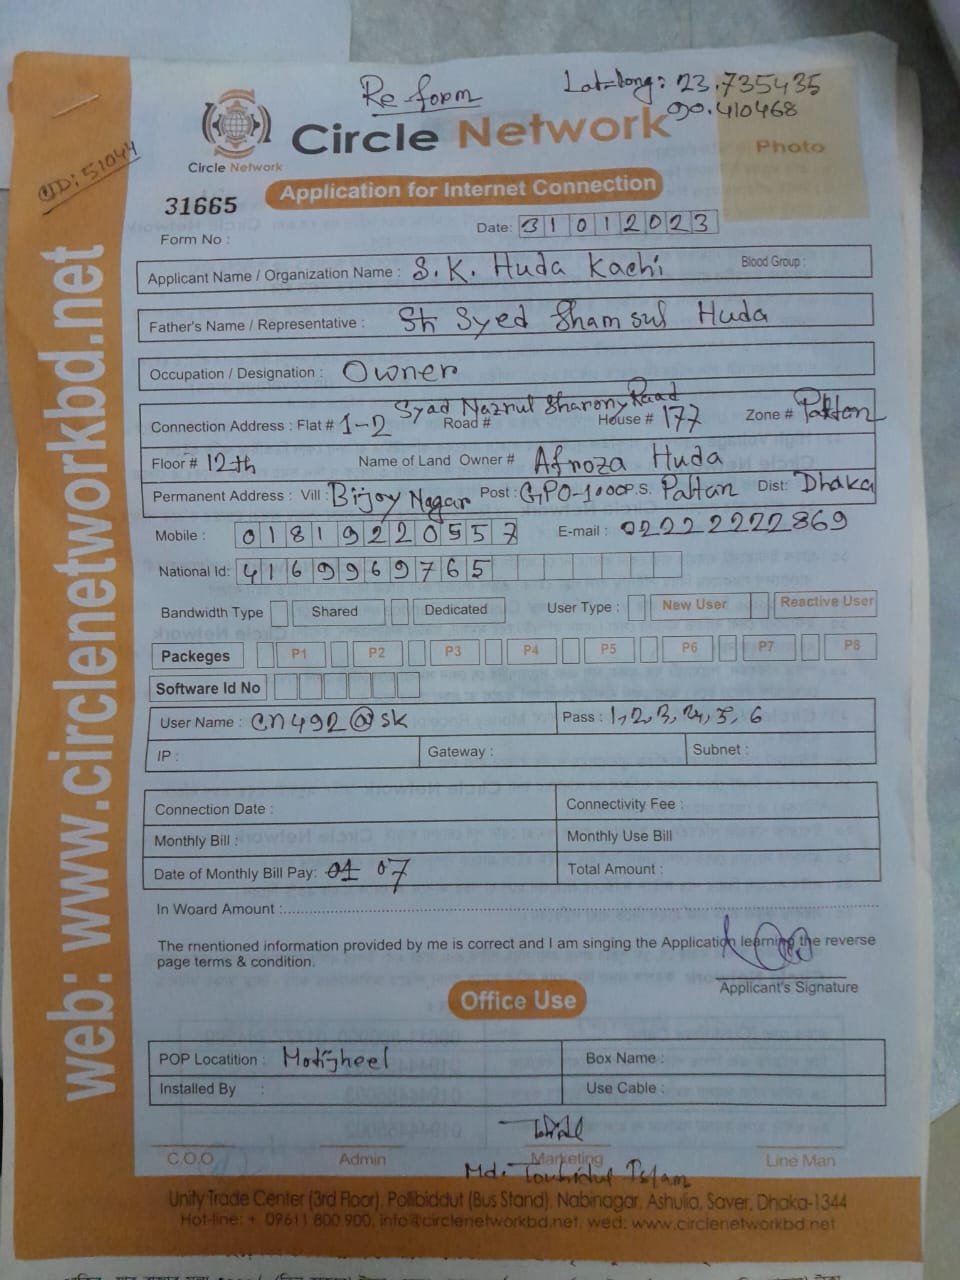 Re-form
Lat-long: 23.735435
90.410468
Circle Network
Circle Network
Photo
UD: 51044
Application for Internet Connection
31665
Form No :
Date: 31012023
Applicant Name / Organization Name : S.K. Huda Kachi Blood Group :
Father's Name / Representative : Syed Shamsul Huda
Occupation / Designation : Owner
Syad Nazrul Sharony Road
Connection Address : Flat # 1-2 Road # House # 177 Zone # Paltan
Floor # 12th Name of Land Owner # Afroza Huda
Permanent Address : Vill : Bijoy Nagar Post : GPO-1000 P.S. Paltan Dist: Dhaka
Mobile : 01819220557 E-mail : 02222222869
National Id: 4169969765
Bandwidth Type Shared Dedicated User Type : New User Reactive User
Packeges P1 P2 P3 P4 P5 P6 P7 P8
Software Id No
User Name : cn492@sk Pass : 1,2,3,4,5,6
IP : Gateway : Subnet :
Connection Date : Connectivity Fee :
Monthly Bill : Monthly Use Bill
Date of Monthly Bill Pay: 01 07 Total Amount :
In Woard Amount :
The mentioned information provided by me is correct and I am singing the Application learning the reverse
page terms & condition.
Applicant's Signature
Office Use
POP Locatition : Motijheel Box Name :
Installed By : Use Cable :
C.O.O Admin Marketing Line Man
Md. Touhidul Islam
Unity Trade Center (3rd Floor), Pollibiddut (Bus Stand), Nabinagar, Ashulia, Saver, Dhaka-1344
Hot-line: + 09611 800 900, info@circlenetworkbd.net, wed: www.circlenetworkbd.net
web: www.circlenetworkbd.net